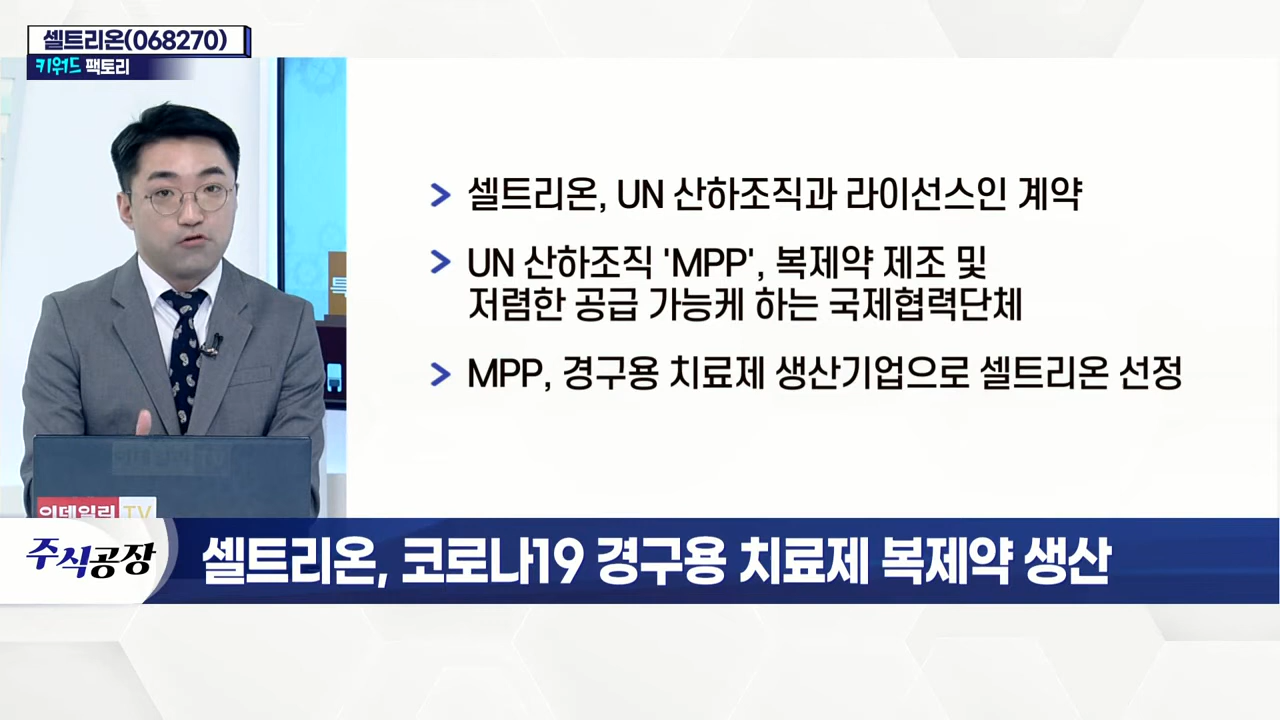 셀트리온(068270)
키워드 팩토리
> 셀트리온, UN 산하조직과 라이선스인 계약
> UN 산하조직 'MPP', 복제약 제조 및
저렴한 공급 가능케 하는 국제협력단체
> MPP, 경구용 치료제 생산기업으로 셀트리온 선정
특
이데일리 TV
주식공장
셀트리온, 코로나19 경구용 치료제 복제약 생산